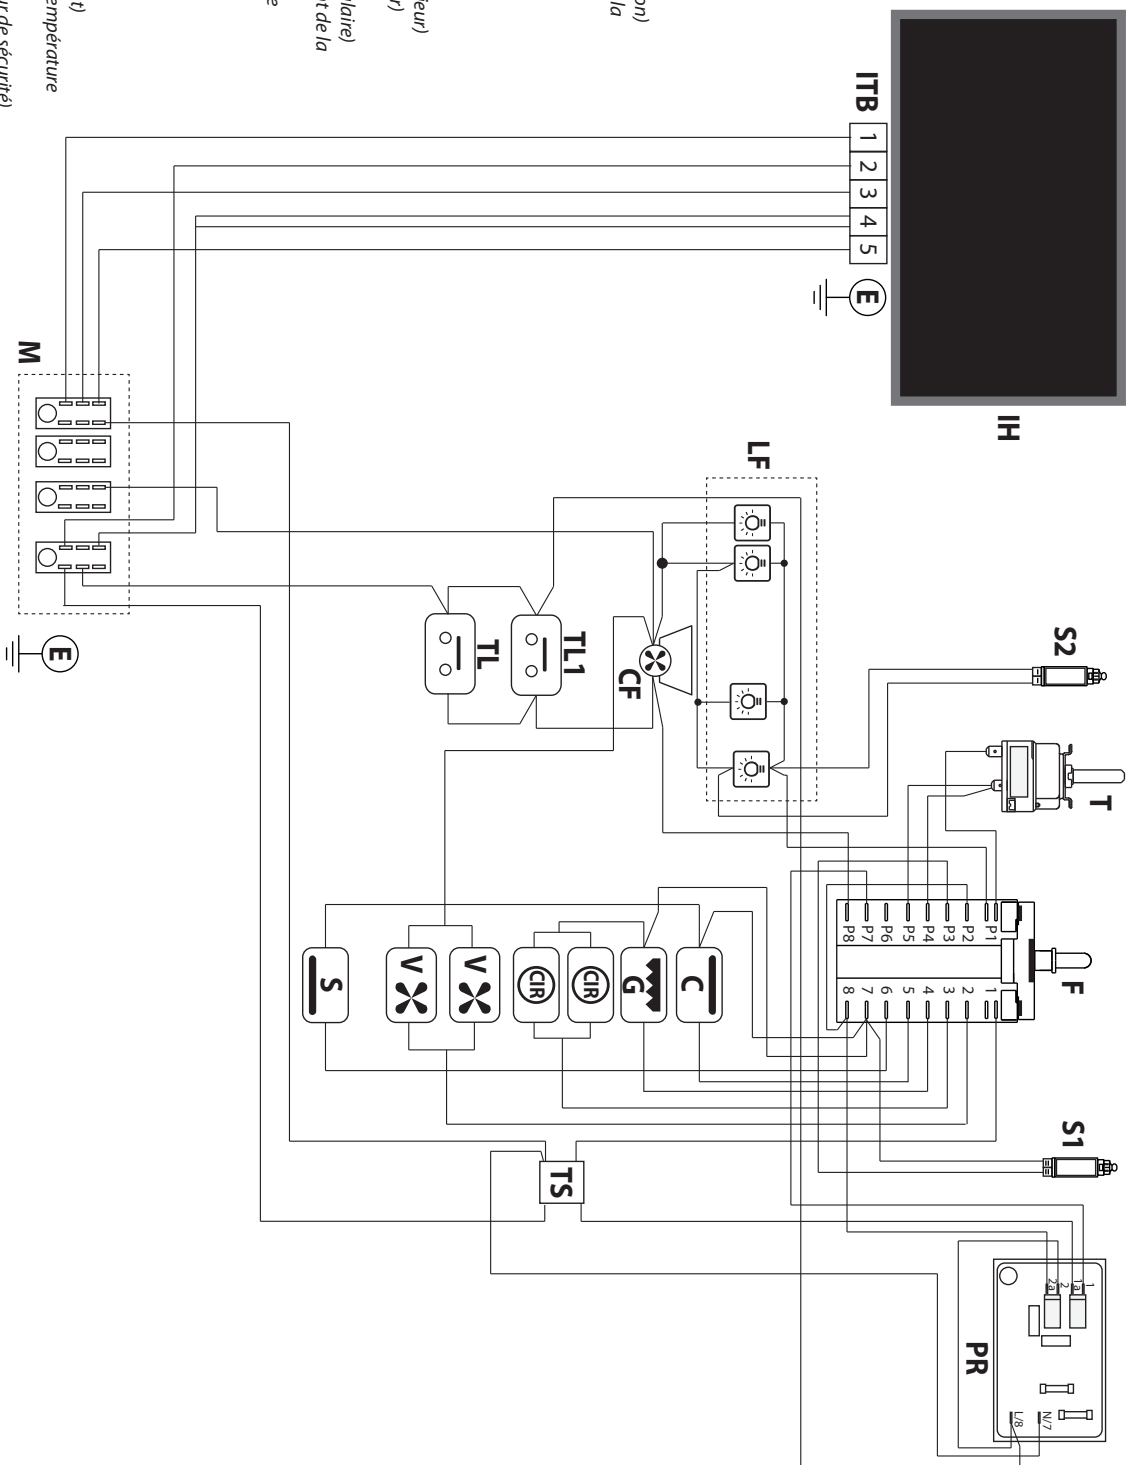 on)
la
ieur)
r)
laire)
t de la
e
t)
empérature
ur de sécurité)
ITB
1
2
3
4
5
E
IH
M
E
LF
S2
T
TL1
TL
CF
F
P1
P2
P3
P4
P5
P6
P7
P8
1
2
3
4
5
6
7
8
S
V
V
CIR
CIR
G
C
S1
TS
PR
1
1a
2
2a
N/7
L/8